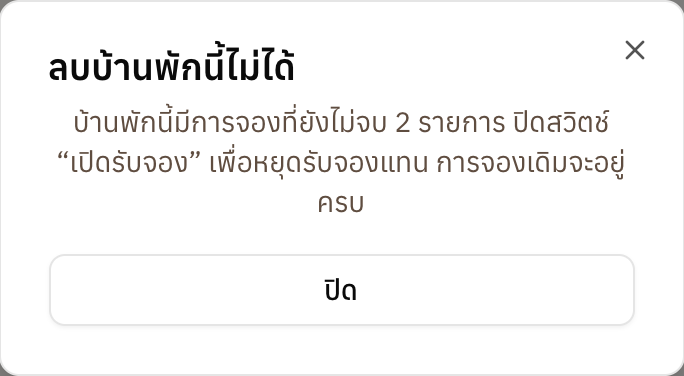 ลบบ้านพักนี้ไม่ได้
บ้านพักนี้มีการจองที่ยังไม่จบ 2 รายการ ปิดสวิตช์
“เปิดรับจอง” เพื่อหยุดรับจองแทน การจองเดิมจะอยู่
ครบ
ปิด